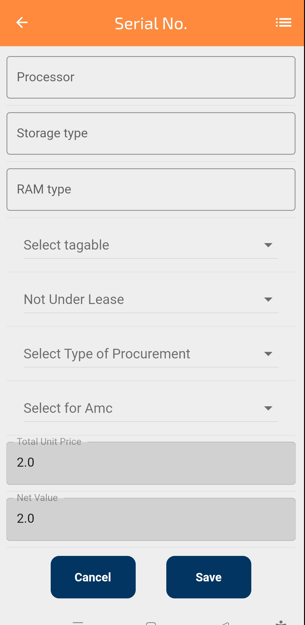 Serial No.
Processor
Storage type
RAM type
Select tagable
Not Under Lease
Select Type of Procurement
Select for Amc
Total Unit Price
2.0
Net Value
2.0
Cancel Save